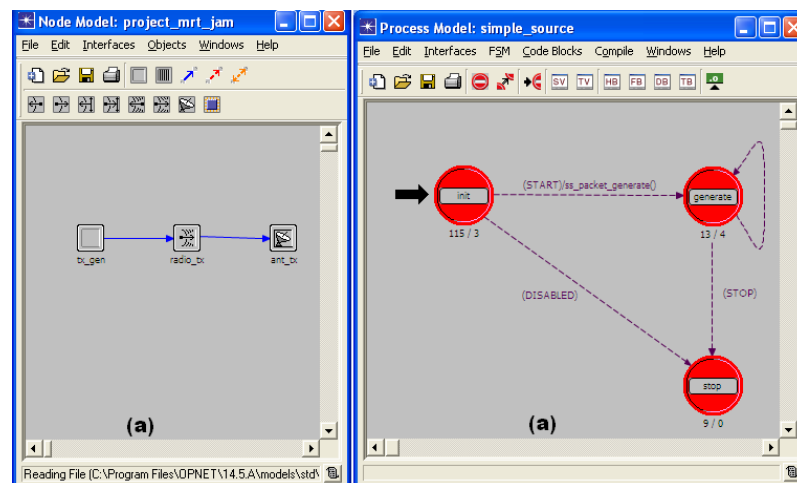 Node Model: project_mrt_jam
File Edit Interfaces Objects Windows Help
tx_gen
radio_tx
ant_tx
(a)
Reading File (C:\Program Files\OPNET\14.5.A\models\std\
Process Model: simple_source
File Edit Interfaces FSM Code Blocks Compile Windows Help
SV TV HB FB DB TB
init
115 / 3
(START)/ss_packet_generate()
generate
13 / 4
(DISABLED)
(STOP)
stop
9 / 0
(a)